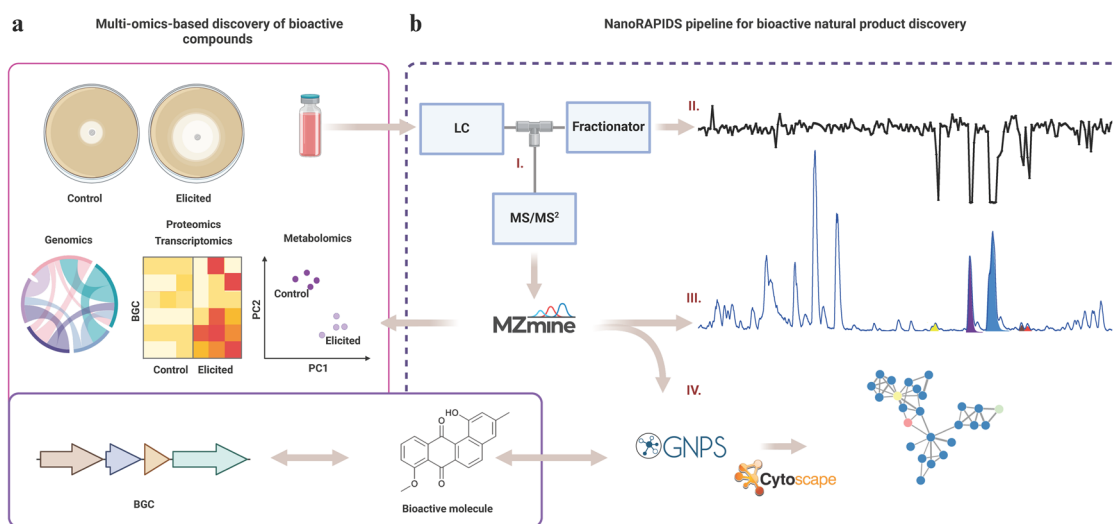 a
Multi-omics-based discovery of bioactive
compounds
Control
Elicited
Genomics
Proteomics
Transcriptomics
BGC
Control
Elicited
Metabolomics
PC2
Control
Elicited
PC1
BGC
HO
O
O
O
Bioactive molecule
b
NanoRAPIDS pipeline for bioactive natural product discovery
LC
Fractionator
I.
MS/MS²
MZmine
II.
III.
IV.
GNPS
Cytoscape